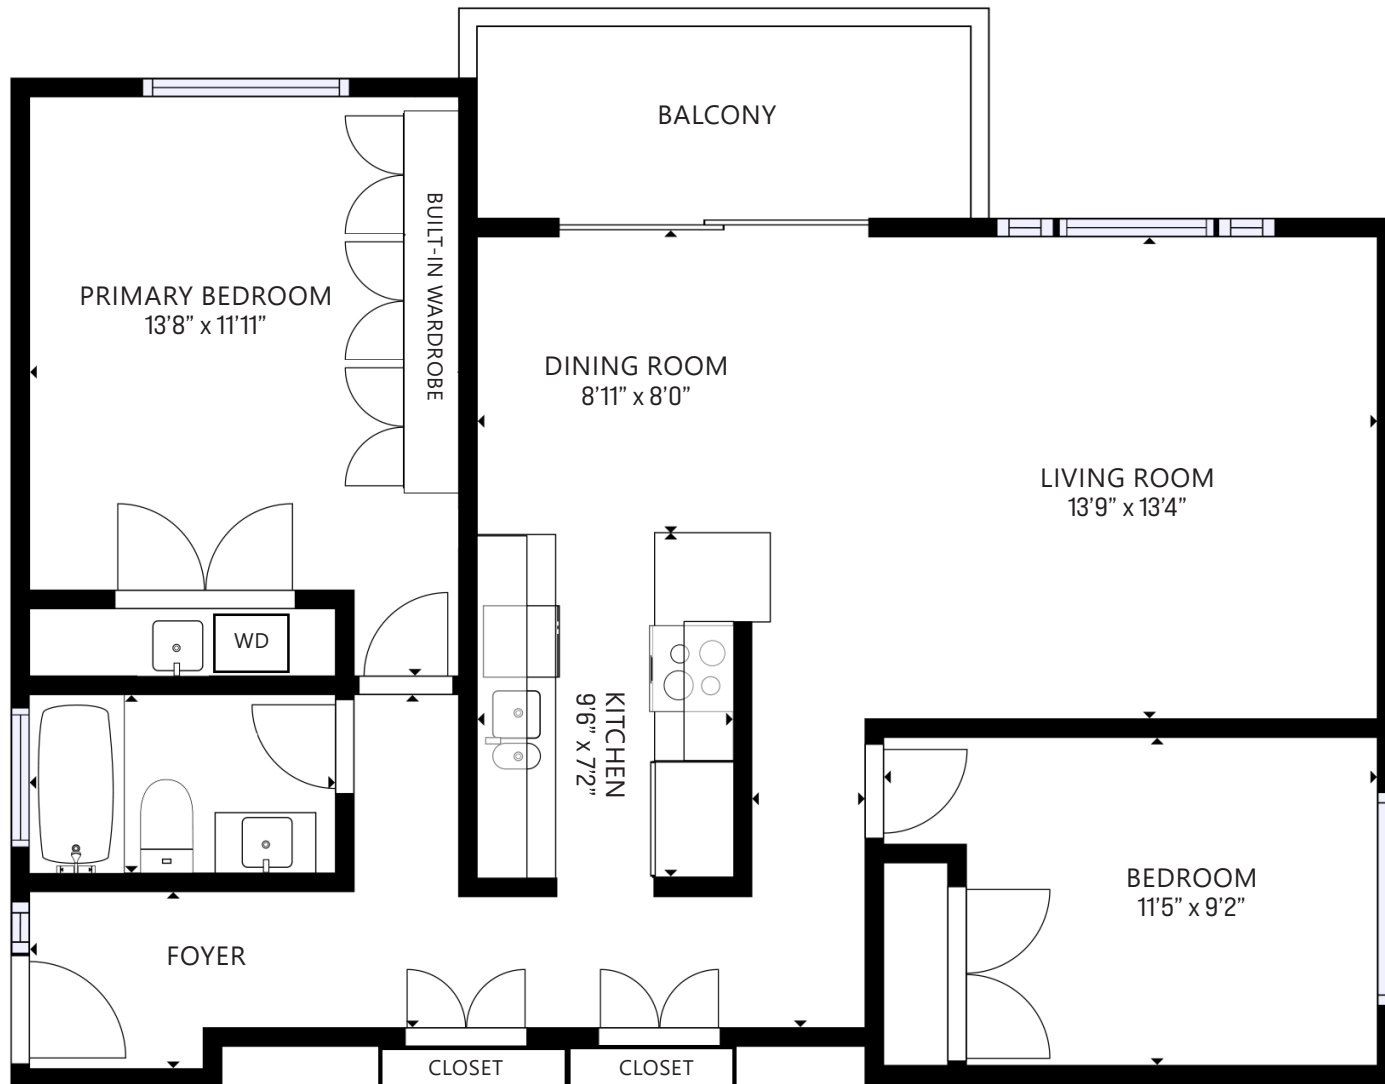 BALCONY
PRIMARY BEDROOM
13’8” x 11’11”
BUILT-IN WARDROBE
DINING ROOM
8’11” x 8’0”
LIVING ROOM
13’9” x 13’4”
WD
KITCHEN
9’6” x 7’2”
BEDROOM
11’5” x 9’2”
FOYER
CLOSET
CLOSET